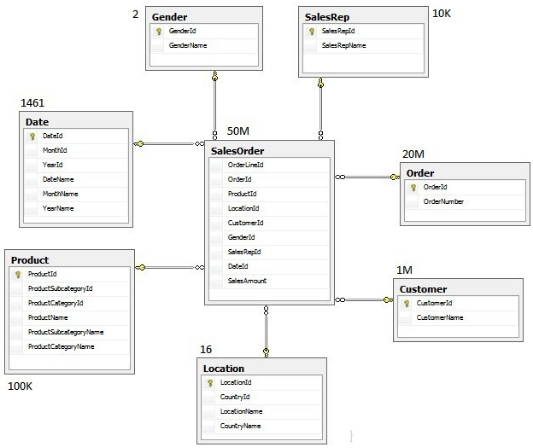 2
Gender
GenderId
GenderName
SalesRep
SalesRepId
SalesRepName
10K
1461
Date
DateId
MonthId
YearId
DateName
MonthName
YearName
50M
SalesOrder
OrderLineId
OrderId
ProductId
LocationId
CustomerId
GenderId
SalesRepId
DateId
SalesAmount
20M
Order
OrderId
OrderNumber
Product
ProductId
ProductSubcategoryId
ProductCategoryId
ProductName
ProductSubcategoryName
ProductCategoryName
100K
1M
Customer
CustomerId
CustomerName
16
Location
LocationId
CountryId
LocationName
CountryName